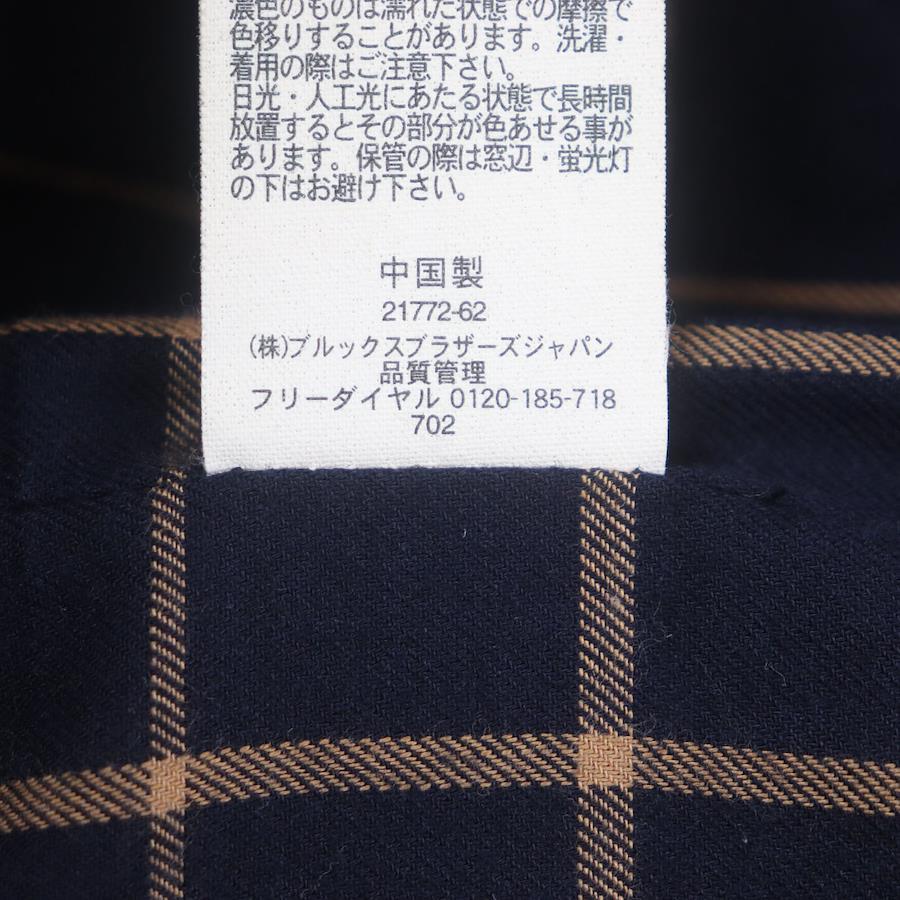 濃色のものは濡れた状態での摩擦で
色移りすることがあります。洗濯・
着用の際はご注意下さい。
日光・人工光にあたる状態で長時間
放置するとその部分が色あせる事が
あります。保管の際は窓辺・蛍光灯
の下はお避け下さい。
中国製
21772-62
(株)ブルックスブラザーズジャパン
品質管理
フリーダイヤル 0120-185-718
702